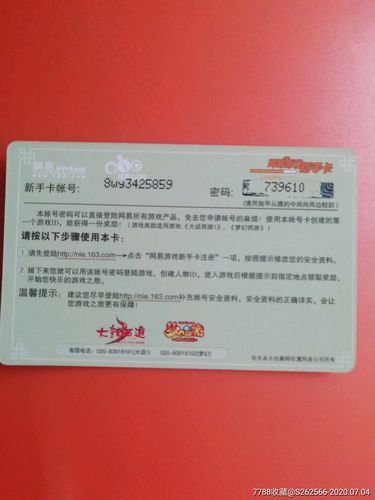 網易 NETEASE
www.163.com
新手卡
新手卡帐号: 8wy3425859 密码: 739610
(请用指甲从膜的中间向两边轻刮)
本帐号密码可以直接登陆网易所有游戏产品，免去您申请帐号的麻烦！使用本帐号卡创建的第
一个游戏ID，能获得一份奖励！(游戏奖励适用游戏《大话西游》、《梦幻西游》)
请按以下步骤使用本卡:
1 请先登陆http://nie.163.com→点击“网易游戏新手卡注册”一项，按照提示修改您的安全资料。
2 接下来您就可以用该帐号密码登陆游戏，创建人物ID，进入游戏后根据提示到指定地点领取奖励，
开始您快乐的游戏之旅。
温馨提示: 建议您尽早登陆http://nie.163.com补充帐号安全资料，安全资料的正确详实，会让
您的游戏之旅更有保障！
大话西游 梦幻西游
客服电话: 020-83918161(大话) 020-83918162(梦幻)
有关本卡的解释权属网易公司所有
7788收藏@S262566-2020.07.04